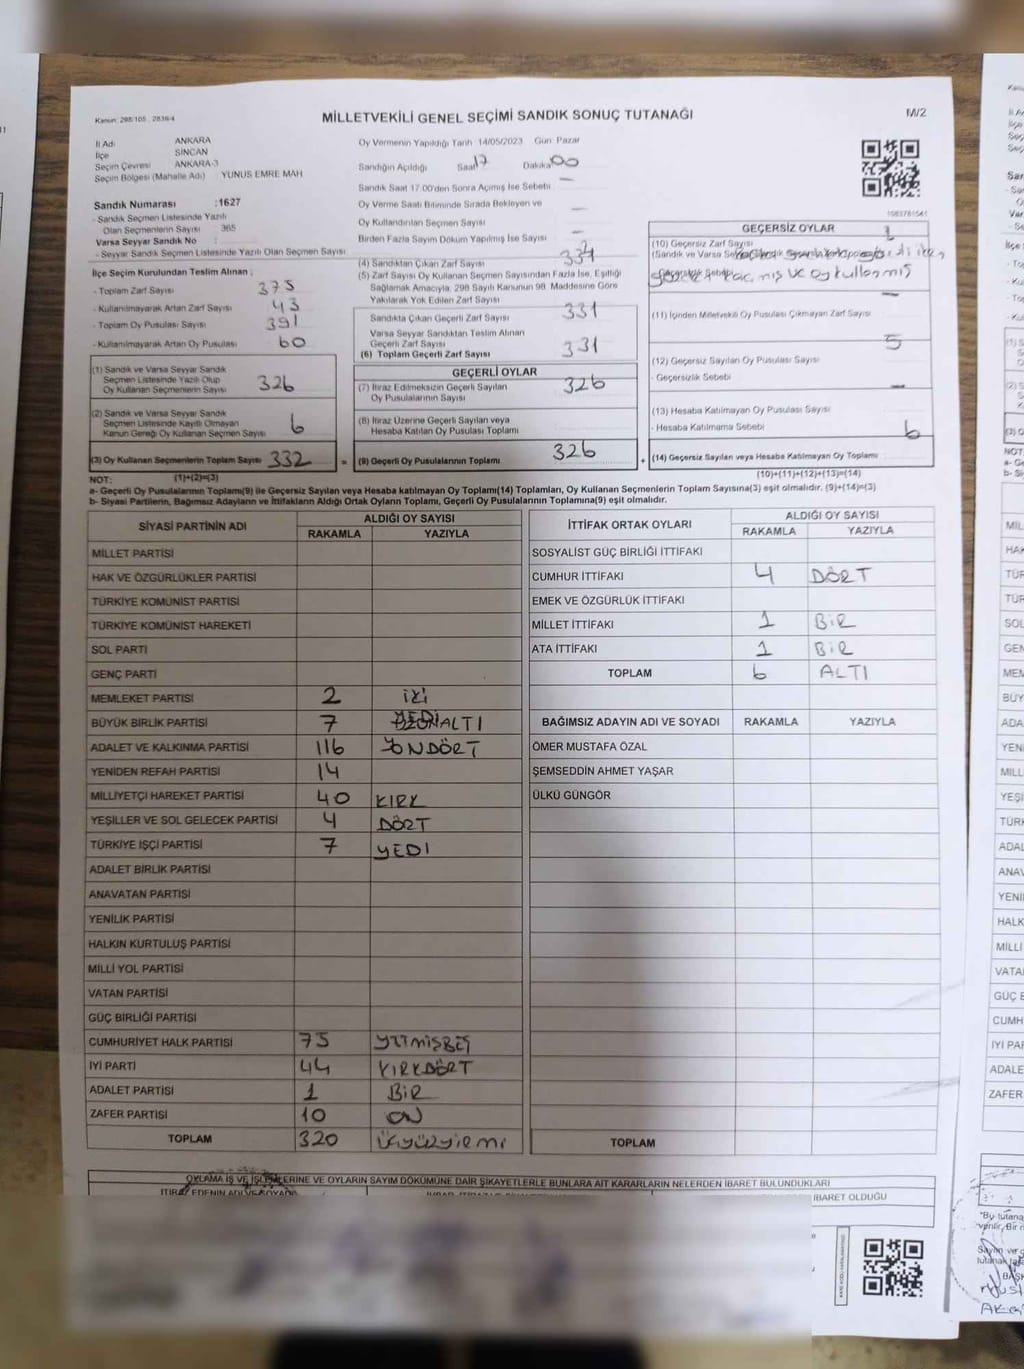 Kanun: 298/105, 2839/4
MİLLETVEKİLİ GENEL SEÇİMİ SANDIK SONUÇ TUTANAĞI
M/2
İl Adı ANKARA
İlçe SİNCAN
Seçim Çevresi ANKARA-3
Seçim Bölgesi (Mahalle Adı) YUNUS EMRE MAH
Sandık Numarası :1627
- Sandık Seçmen Listesinde Yazılı
Olan Seçmenlerin Sayısı : 365
Varsa Seyyar Sandık No :
- Seyyar Sandık Seçmen Listesinde Yazılı Olan Seçmen Sayısı
İlçe Seçim Kurulundan Teslim Alınan ;
- Toplam Zarf Sayısı 375
- Kullanılmayarak Artan Zarf Sayısı 43
- Toplam Oy Pusulası Sayısı 391
- Kullanılmayarak Artan Oy Pusulası 60
(1) Sandık ve Varsa Seyyar Sandık
Seçmen Listesinde Yazılı Olup
Oy Kullanan Seçmenlerin Sayısı 326
(2) Sandık ve Varsa Seyyar Sandık
Seçmen Listesinde Kayıtlı Olmayan
Kanun Gereği Oy Kullanan Seçmen Sayısı 6
(3) Oy Kullanan Seçmenlerin Toplam Sayısı 332 =
Oy Vermenin Yapıldığı Tarih 14/05/2023 Gün Pazar
Sandığın Açıldığı Saat 17 Dakika 00
Sandık Saat 17.00'den Sonra Açılmış İse Sebebi —
Oy Verme Saati Bitiminde Sırada Bekleyen ve
Oy Kullandırılan Seçmen Sayısı —
Birden Fazla Sayım Döküm Yapılmış İse Sayısı —
(4) Sandıktan Çıkan Zarf Sayısı
(5) Zarf Sayısı Oy Kullanan Seçmen Sayısından Fazla İse, Eşitliği
Sağlamak Amacıyla, 298 Sayılı Kanunun 98. Maddesine Göre
Yakılarak Yok Edilen Zarf Sayısı
Sandıkta Çıkan Geçerli Zarf Sayısı 331
Varsa Seyyar Sandıktan Teslim Alınan
Geçerli Zarf Sayısı
(6) Toplam Geçerli Zarf Sayısı 331
GEÇERLİ OYLAR
(7) İtiraz Edilmeksizin Geçerli Sayılan
Oy Pusulalarının Sayısı 326
(8) İtiraz Üzerine Geçerli Sayılan veya
Hesaba Katılan Oy Pusulası Toplamı
(9) Geçerli Oy Pusulalarının Toplamı 326 +
1083781541
GEÇERSİZ OYLAR
(10) Geçersiz Zarf Sayısı 1
(Sandık ve Varsa
ve oy kullanmış
—
(11) İçinden Milletvekili Oy Pusulası Çıkmayan Zarf Sayısı
5
(12) Geçersiz Sayılan Oy Pusulası Sayısı
- Geçersizlik Sebebi
—
(13) Hesaba Katılmayan Oy Pusulası Sayısı
- Hesaba Katılmama Sebebi
(14) Geçersiz Sayılan veya Hesaba Katılmayan Oy Toplamı 6
NOT: (1)+(2)=(3)
(10)+(11)+(12)+(13)=(14)
a- Geçerli Oy Pusulalarının Toplamı(9) ile Geçersiz Sayılan veya Hesaba katılmayan Oy Toplamı(14) Toplamları, Oy Kullanan Seçmenlerin Toplam Sayısına(3) eşit olmalıdır. (9)+(14)=(3)
b- Siyasi Partilerin, Bağımsız Adayların ve İttifakların Aldığı Ortak Oyların Toplamı, Geçerli Oy Pusulalarının Toplamına(9) eşit olmalıdır.
SİYASİ PARTİNİN ADI
ALDIĞI OY SAYISI
RAKAMLA YAZIYLA
MİLLET PARTİSİ
HAK VE ÖZGÜRLÜKLER PARTİSİ
TÜRKİYE KOMÜNİST PARTİSİ
TÜRKİYE KOMÜNİST HAREKETİ
SOL PARTİ
GENÇ PARTİ
MEMLEKET PARTİSİ 2 İKİ
BÜYÜK BİRLİK PARTİSİ 7 YEDİ ALTI
ADALET VE KALKINMA PARTİSİ 116 ONDÖRT
YENİDEN REFAH PARTİSİ 14
MİLLİYETÇİ HAREKET PARTİSİ 40 KIRK
YEŞİLLER VE SOL GELECEK PARTİSİ 4 DÖRT
TÜRKİYE İŞÇİ PARTİSİ 7 YEDİ
ADALET BİRLİK PARTİSİ
ANAVATAN PARTİSİ
YENİLİK PARTİSİ
HALKIN KURTULUŞ PARTİSİ
MİLLİ YOL PARTİSİ
VATAN PARTİSİ
GÜÇ BİRLİĞİ PARTİSİ
CUMHURİYET HALK PARTİSİ 75 YETMİŞBEŞ
İYİ PARTİ 44 KIRKDÖRT
ADALET PARTİSİ 1 BİR
ZAFER PARTİSİ 10 ON
TOPLAM 320 ÜÇYÜZYİRMİ
İTTİFAK ORTAK OYLARI
ALDIĞI OY SAYISI
RAKAMLA YAZIYLA
SOSYALİST GÜÇ BİRLİĞİ İTTİFAKI
CUMHUR İTTİFAKI 4 DÖRT
EMEK VE ÖZGÜRLÜK İTTİFAKI
MİLLET İTTİFAKI 1 BİR
ATA İTTİFAKI 1 BİR
TOPLAM 6 ALTI
BAĞIMSIZ ADAYIN ADI VE SOYADI RAKAMLA YAZIYLA
ÖMER MUSTAFA ÖZAL
ŞEMSEDDİN AHMET YAŞAR
ÜLKÜ GÜNGÖR
TOPLAM
OYLAMA İŞ VE İŞLEMLERİNE VE OYLARIN SAYIM DÖKÜMÜNE DAİR ŞİKAYETLERLE BUNLARA AİT KARARLARIN NELERDEN İBARET BULUNDUKLARI
İBARET OLDUĞU